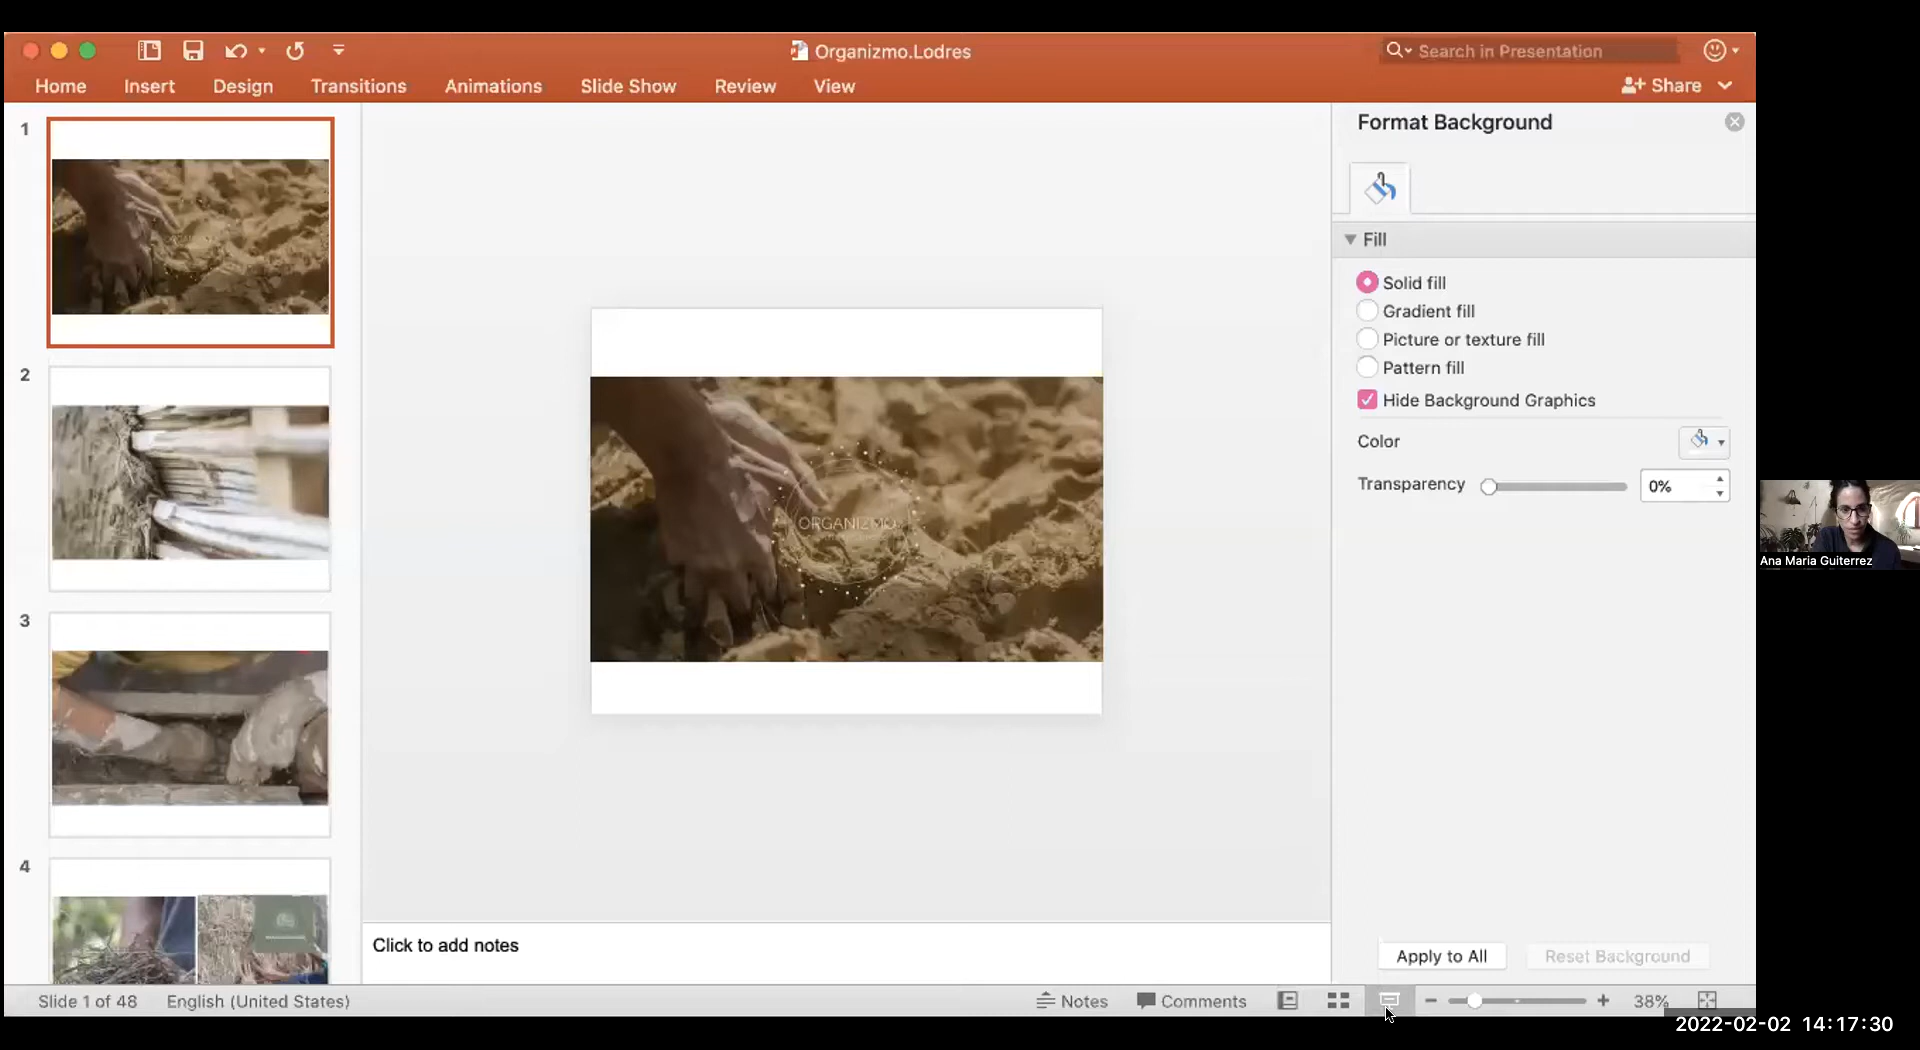 Organizmo.Lodres
Search in Presentation
Home Insert Design Transitions Animations Slide Show Review View
Share
1
2
3
4
ORGANIZMO
Click to add notes
Format Background
Fill
Solid fill
Gradient fill
Picture or texture fill
Pattern fill
Hide Background Graphics
Color
Transparency 0%
Apply to All Reset Background
Ana Maria Guiterrez
Slide 1 of 48 English (United States) Notes Comments 38%
2022-02-02 14:17:30